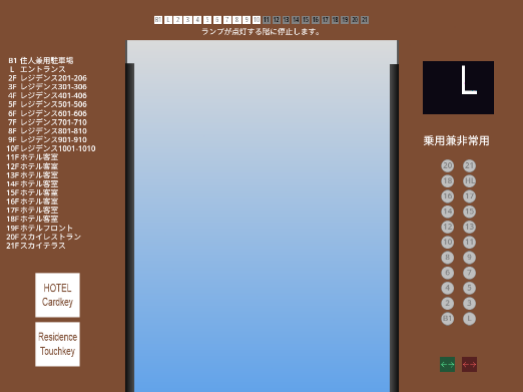 B1 L 2 3 4 5 6 7 8 9 10 11 12 13 14 15 16 17 18 19 20 21
ランプが点灯する階に停止します。
B1 住人兼用駐車場
L エントランス
2F レジデンス201-206
3F レジデンス301-306
4F レジデンス401-406
5F レジデンス501-506
6F レジデンス601-606
7F レジデンス701-710
8F レジデンス801-810
9F レジデンス901-910
10F レジデンス1001-1010
11F ホテル客室
12F ホテル客室
13F ホテル客室
14F ホテル客室
15F ホテル客室
16F ホテル客室
17F ホテル客室
18F ホテル客室
19F ホテルフロント
20F スカイレストラン
21F スカイテラス
HOTEL
Cardkey
Residence
Touchkey
L
乗用兼非常用
20 21
18
16 17
14 15
12 13
10 11
8 9
6 7
4 5
2 3
B1 L